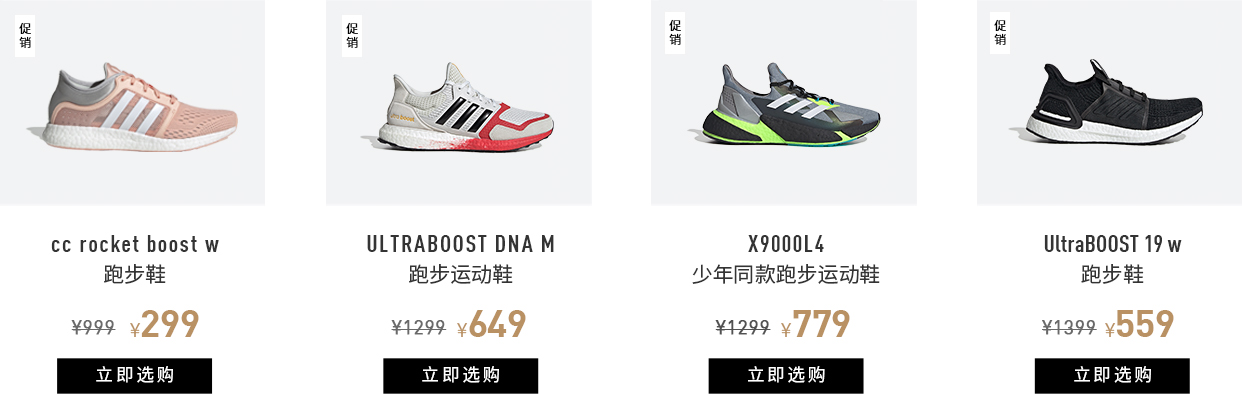 促
销
促
销
促
销
促
销
cc rocket boost w
跑步鞋
¥999 ¥299
立即选购
ULTRABOOST DNA M
跑步运动鞋
¥1299 ¥649
立即选购
X9000L4
少年同款跑步运动鞋
¥1299 ¥779
立即选购
UltraBOOST 19 w
跑步鞋
¥1399 ¥559
立即选购